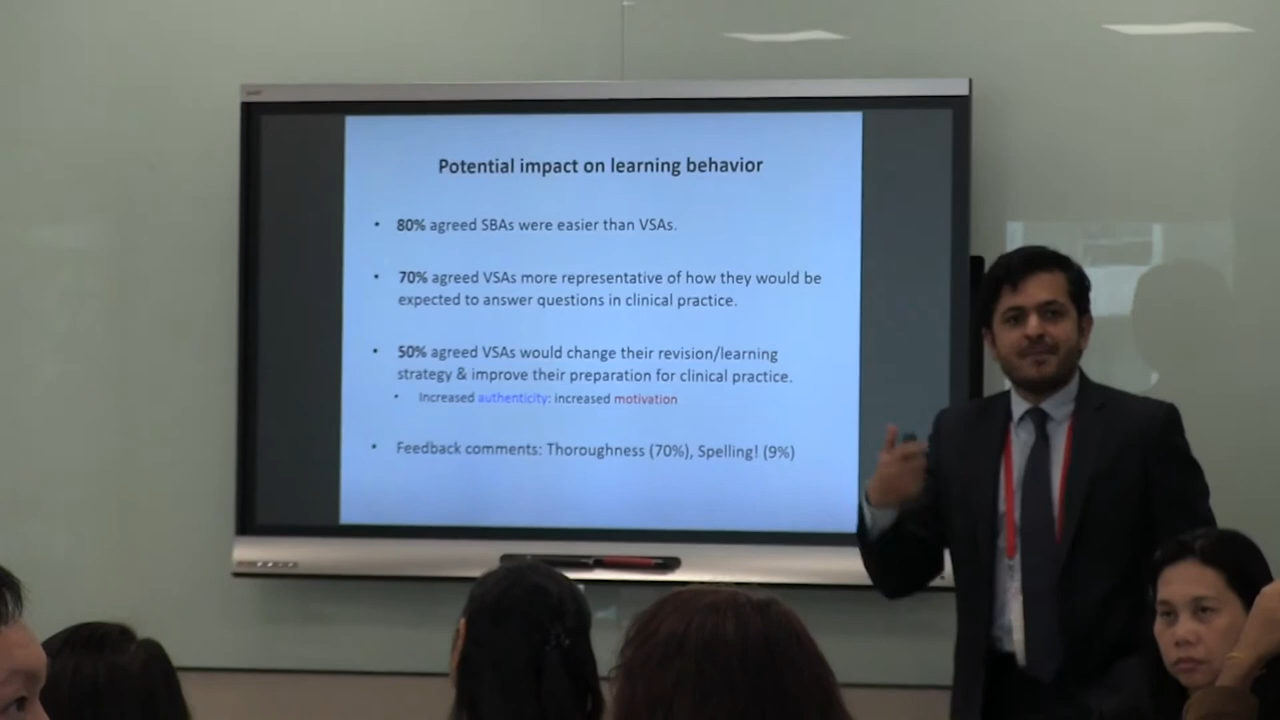 Potential impact on learning behavior
• 80% agreed SBAs were easier than VSAs.
• 70% agreed VSAs more representative of how they would be
expected to answer questions in clinical practice.
• 50% agreed VSAs would change their revision/learning
strategy & improve their preparation for clinical practice.
• Increased authenticity: increased motivation
• Feedback comments: Thoroughness (70%), Spelling! (9%)